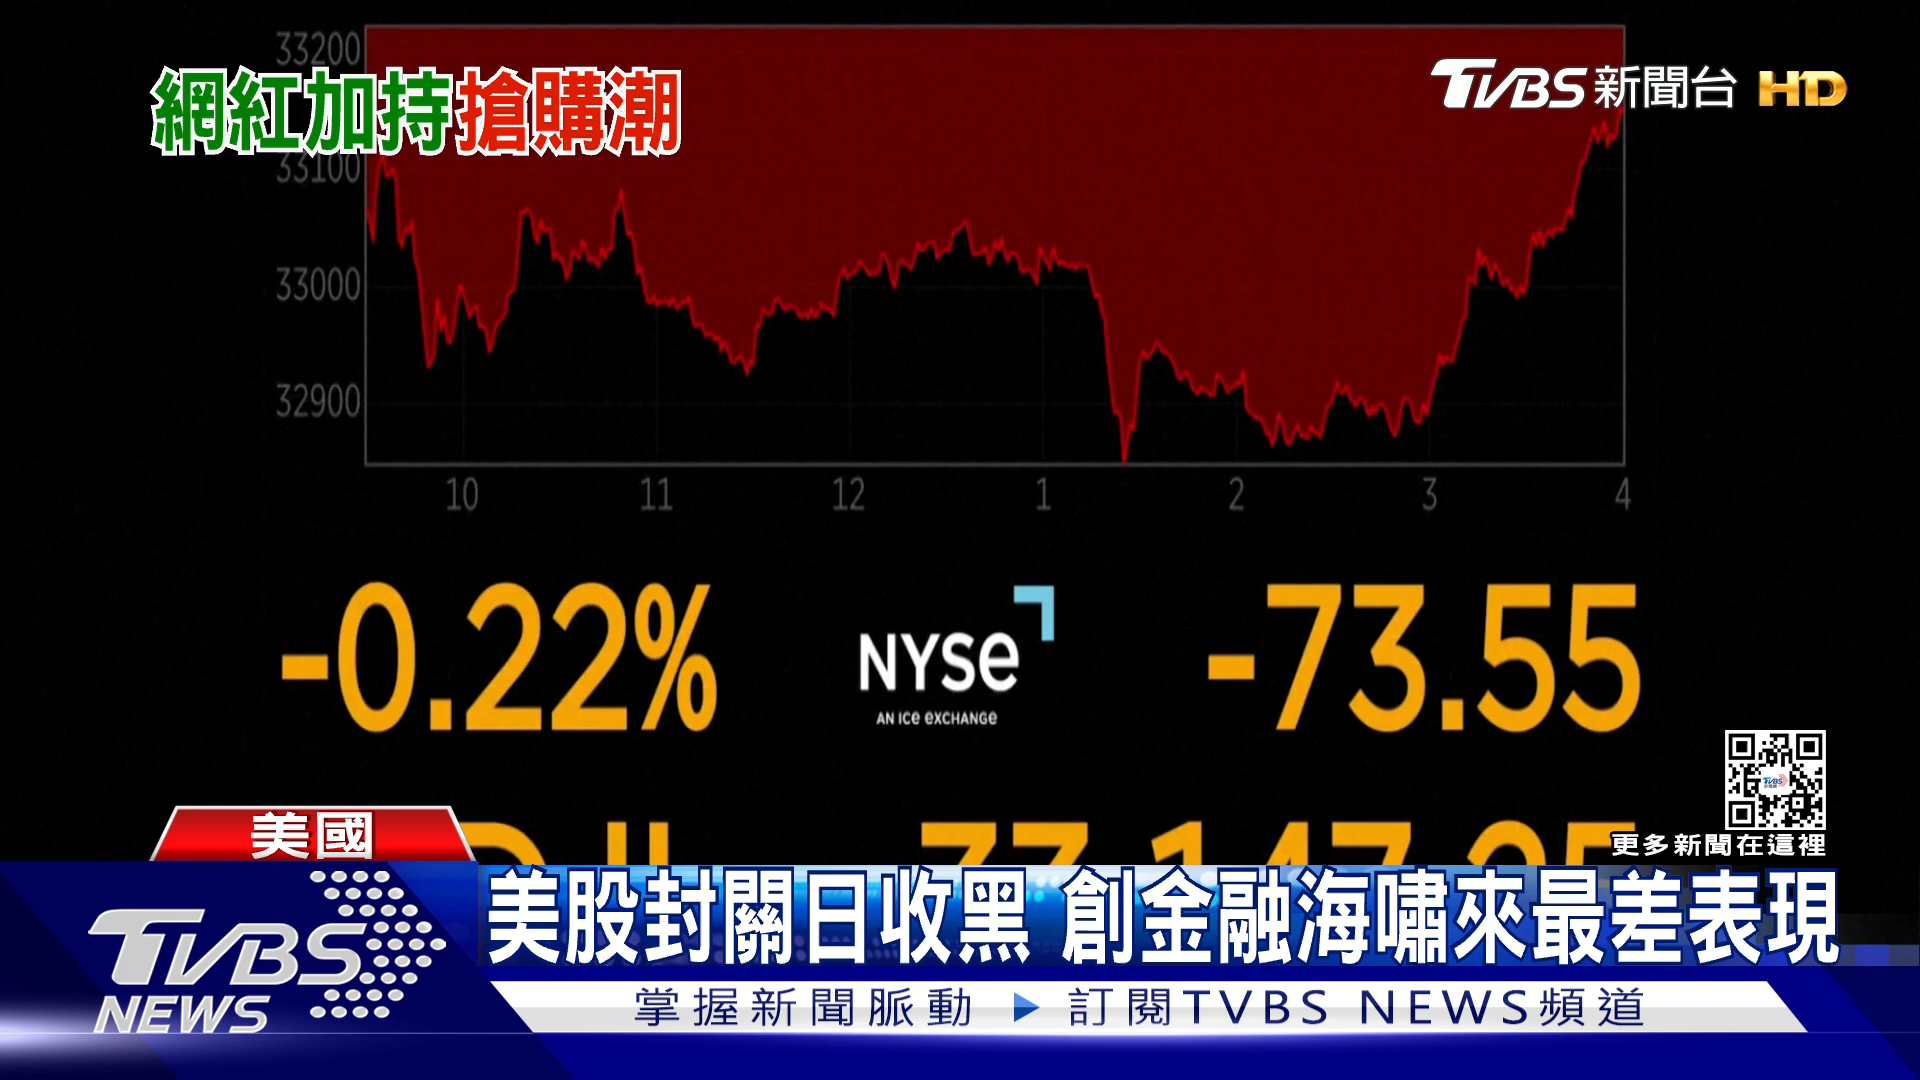 33200
網紅加持搶購潮
TVBS新聞台 HD
33100
33000
32900
10 11 12 1 2 3 4
-0.22% NYSE -73.55
AN ICE EXCHANGE
TVBS
更多新聞在這裡
美國
美股封關日收黑 創金融海嘯來最差表現
TVBS
NEWS
掌握新聞脈動 ▶ 訂閱TVBS NEWS頻道